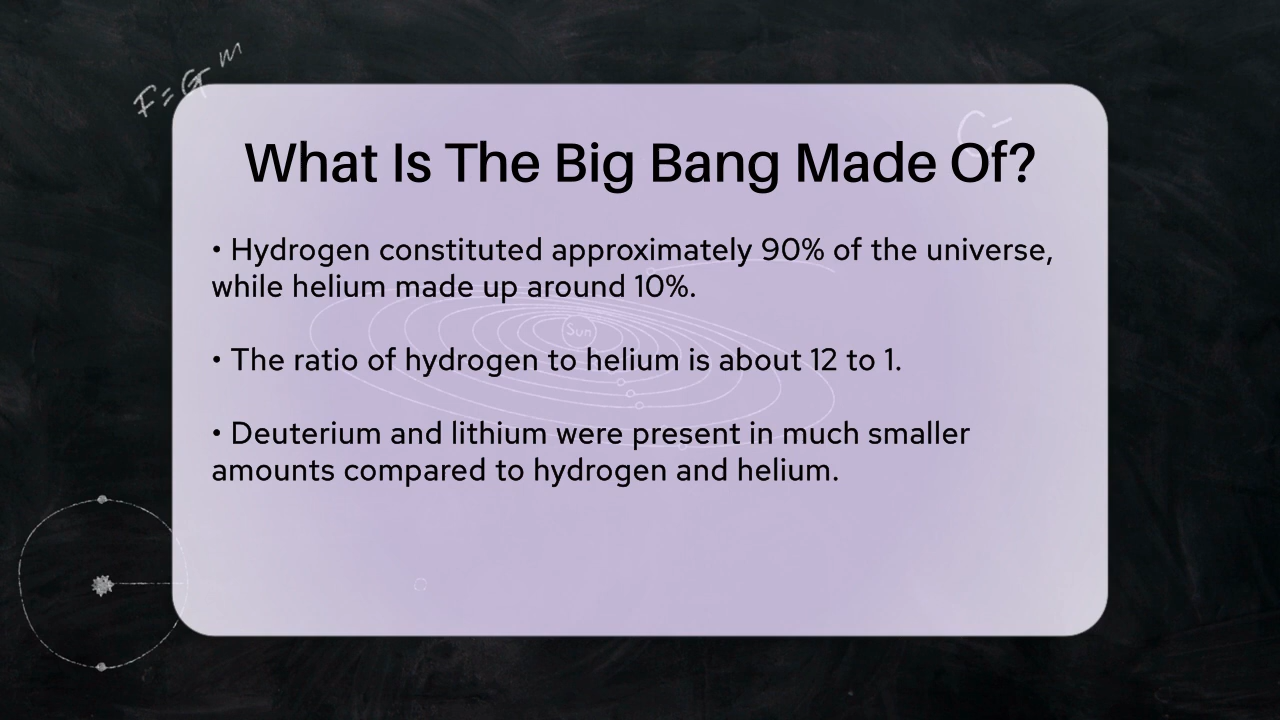 F=G m
What Is The Big Bang Made Of?
• Hydrogen constituted approximately 90% of the universe,
while helium made up around 10%.
Sun
• The ratio of hydrogen to helium is about 12 to 1.
• Deuterium and lithium were present in much smaller
amounts compared to hydrogen and helium.